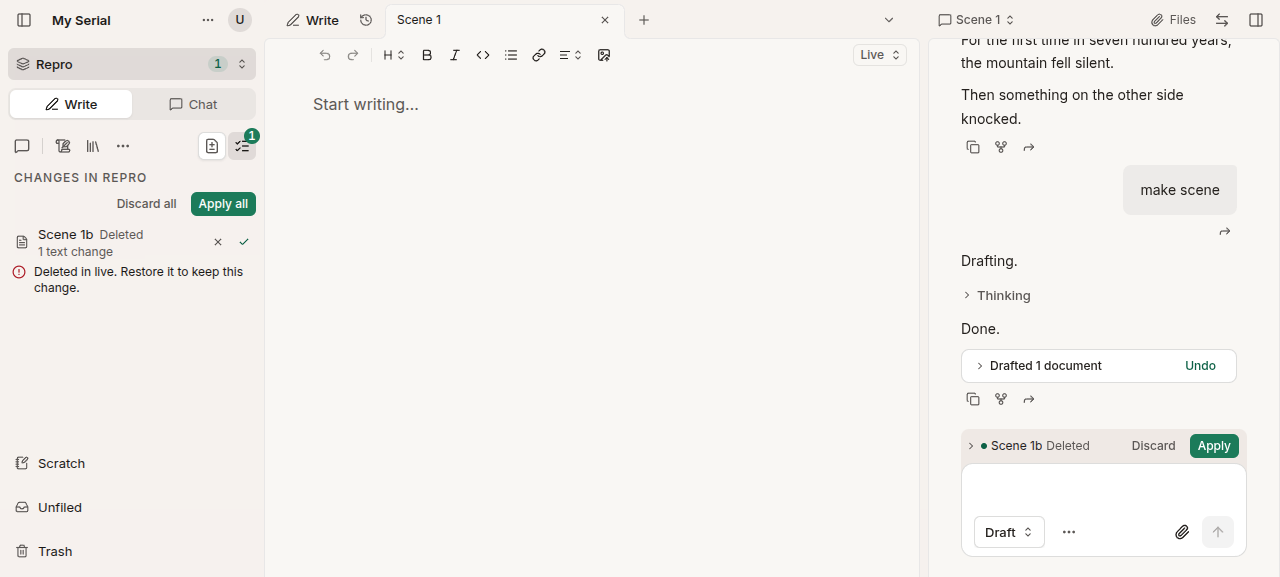 My Serial
U
Repro
1
Write
Chat
1
CHANGES IN REPRO
Discard all
Apply all
Scene 1b Deleted
1 text change
Deleted in live. Restore it to keep this
change.
Scratch
Unfiled
Trash
Write
Scene 1
H
B
I
Live
Start writing...
Scene 1
Files
For the first time in seven hundred years,
the mountain fell silent.
Then something on the other side
knocked.
make scene
Drafting.
Thinking
Done.
Drafted 1 document
Undo
Scene 1b Deleted
Discard
Apply
Draft